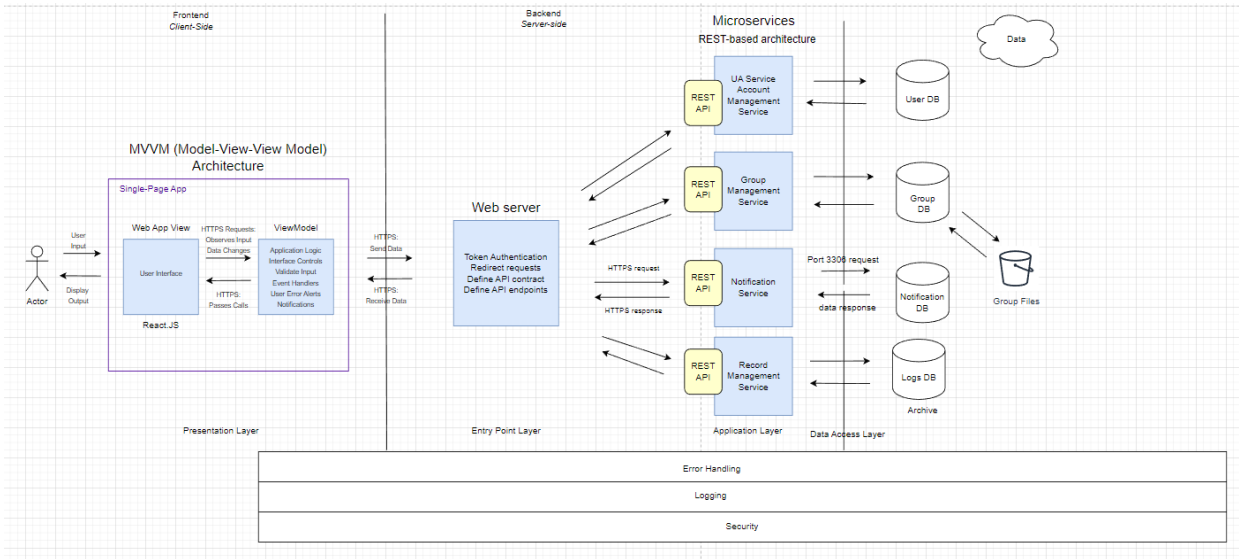 Frontend
Client-Side
Backend
Server-side
Microservices
REST-based architecture
Data
MVVM (Model-View-View Model)
Architecture
Single-Page App
Web App View
User Interface
React.JS
HTTPS Requests:
Observes Input
Data Changes
HTTPS:
Passes Calls
ViewModel
Application Logic
Interface Controls
Validate Input
Event Handlers
User Error Alerts
Notifications
User
Input
Display
Output
Actor
HTTPS:
Send Data
HTTPS:
Receive Data
Web server
Token Authentication
Redirect requests
Define API contract
Define API endpoints
HTTPS request
HTTPS response
REST
API
UA Service
Account
Management
Service
REST
API
Group
Management
Service
REST
API
Notification
Service
REST
API
Record
Management
Service
Port 3306 request
data response
User DB
Group
DB
Notification
DB
Logs DB
Archive
Group Files
Presentation Layer
Entry Point Layer
Application Layer
Data Access Layer
Error Handling
Logging
Security